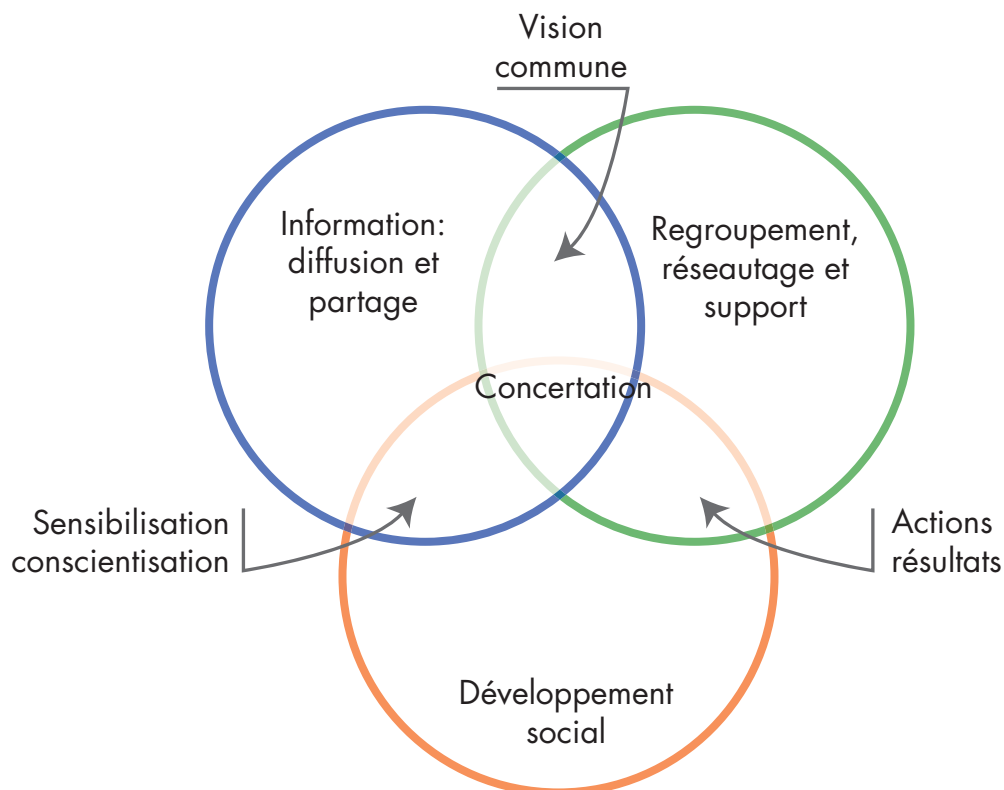 Vision
commune
Information:
diffusion et
partage
Regroupement,
réseautage et
support
Concertation
Sensibilisation
conscientisation
Actions
résultats
Développement
social